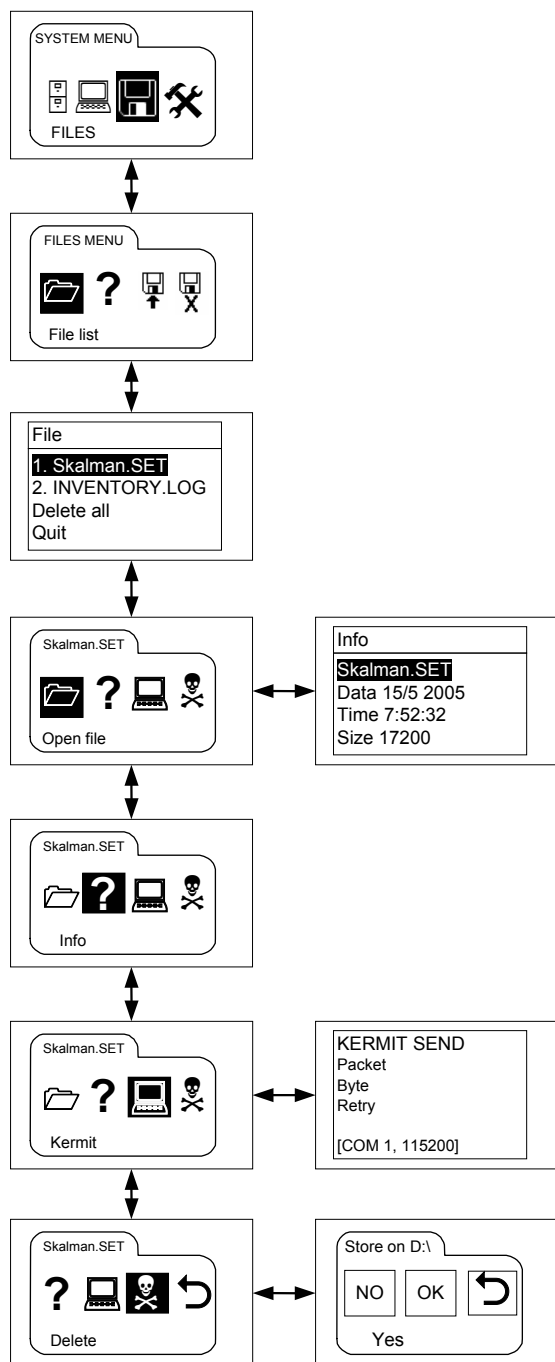 SYSTEM MENU
FILES
FILES MENU
?
X
File list
File
1. Skalman.SET
2. INVENTORY.LOG
Delete all
Quit
Skalman.SET
?
Open file
Info
Skalman.SET
Data 15/5 2005
Time 7:52:32
Size 17200
Skalman.SET
?
Info
Skalman.SET
?
Kermit
KERMIT SEND
Packet
Byte
Retry
[COM 1, 115200]
Skalman.SET
?
Delete
Store on D:\
NO OK
Yes